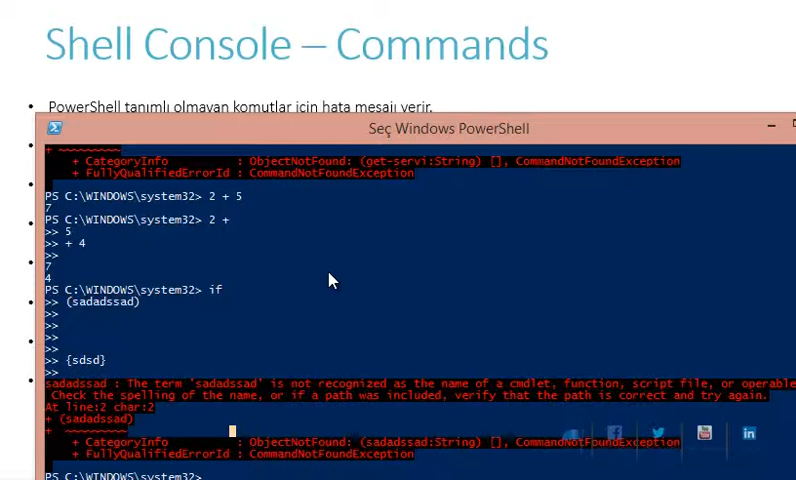 Shell Console – Commands
• PowerShell tanımlı olmayan komutlar için hata mesajı verir.
Seç Windows PowerShell
+ ~~~~~~~~~
+ CategoryInfo : ObjectNotFound: (get-servi:String) [], CommandNotFoundException
+ FullyQualifiedErrorId : CommandNotFoundException
PS C:\WINDOWS\system32> 2 + 5
7
PS C:\WINDOWS\system32> 2 +
>> 5
>> + 4
>>
7
4
PS C:\WINDOWS\system32> if
>> (sadadssad)
>>
>>
>>
>>
>> {sdsd}
>>
sadadssad : The term 'sadadssad' is not recognized as the name of a cmdlet, function, script file, or operable
Check the spelling of the name, or if a path was included, verify that the path is correct and try again.
At line:2 char:2
+ (sadadssad)
+ ~~~~~~~~~
+ CategoryInfo : ObjectNotFound: (sadadssad:String) [], CommandNotFoundException
+ FullyQualifiedErrorId : CommandNotFoundException
PS C:\WINDOWS\system32>